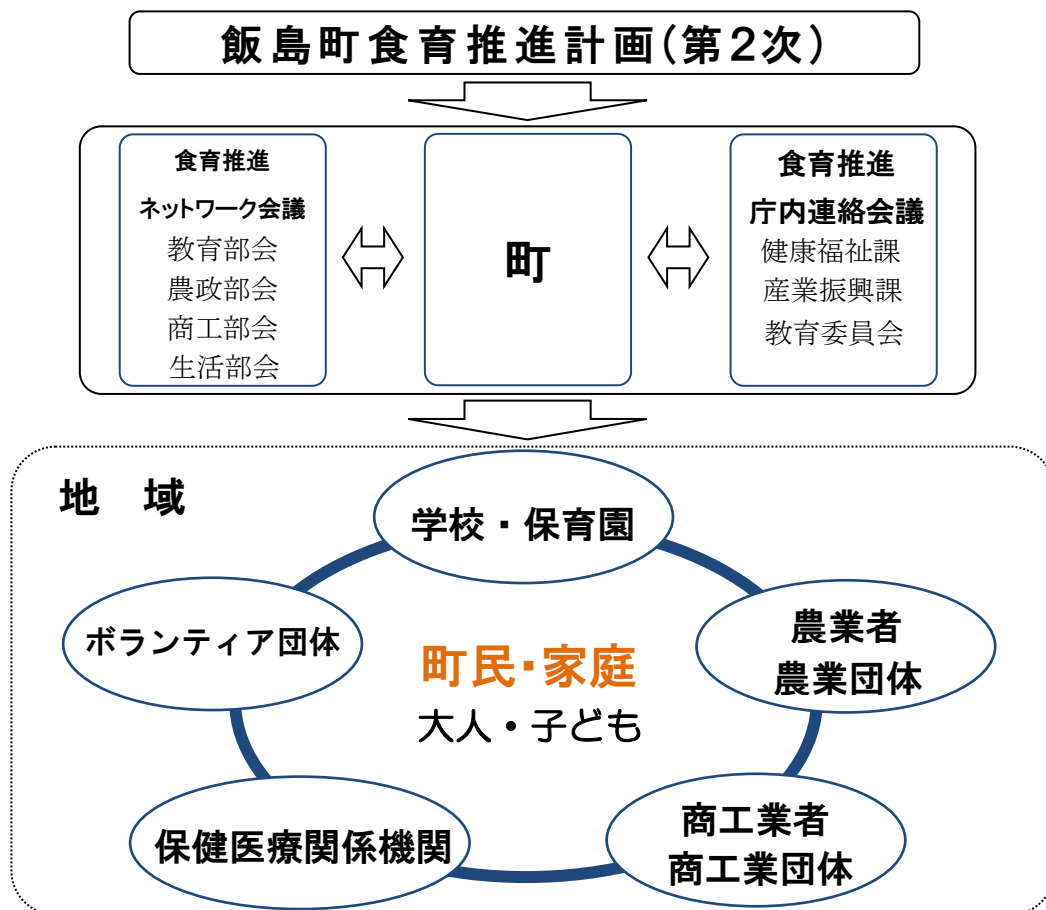 飯島町食育推進計画(第2次)
食育推進
ネットワーク会議
教育部会
農政部会
商工部会
生活部会
町
食育推進
庁内連絡会議
健康福祉課
産業振興課
教育委員会
地　域
学校・保育園
ボランティア団体
農業者
農業団体
町民・家庭
大人・子ども
保健医療関係機関
商工業者
商工業団体